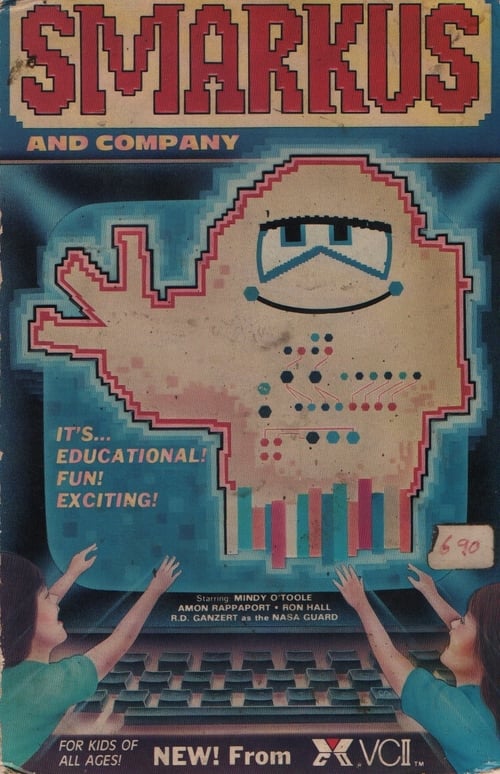 SMARKUS
AND COMPANY
IT'S...
EDUCATIONAL!
FUN!
EXCITING!
6 90
Starring: MINDY O'TOOLE
AMON RAPPAPORT • RON HALL
R.D. GANZERT as the NASA GUARD
FOR KIDS OF
ALL AGES!
NEW! From
VCII™